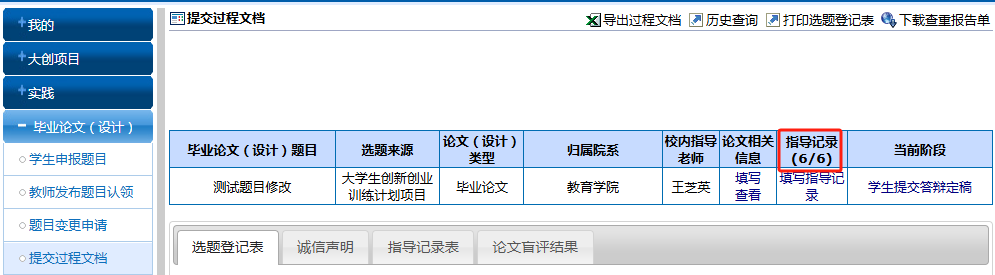 我的
大创项目
实践
毕业论文（设计）
学生申报题目
教师发布题目认领
题目变更申请
提交过程文档
提交过程文档
导出过程文档 历史查询 打印选题登记表 下载查重报告单
毕业论文（设计）题目 选题来源 论文（设计）类型 归属院系 校内指导老师 论文相关信息 指导记录（6/6） 当前阶段
测试题目修改 大学生创新创业训练计划项目 毕业论文 教育学院 王芝英 填写 查看 填写指导记录 学生提交答辩定稿
选题登记表 诚信声明 指导记录表 论文盲评结果